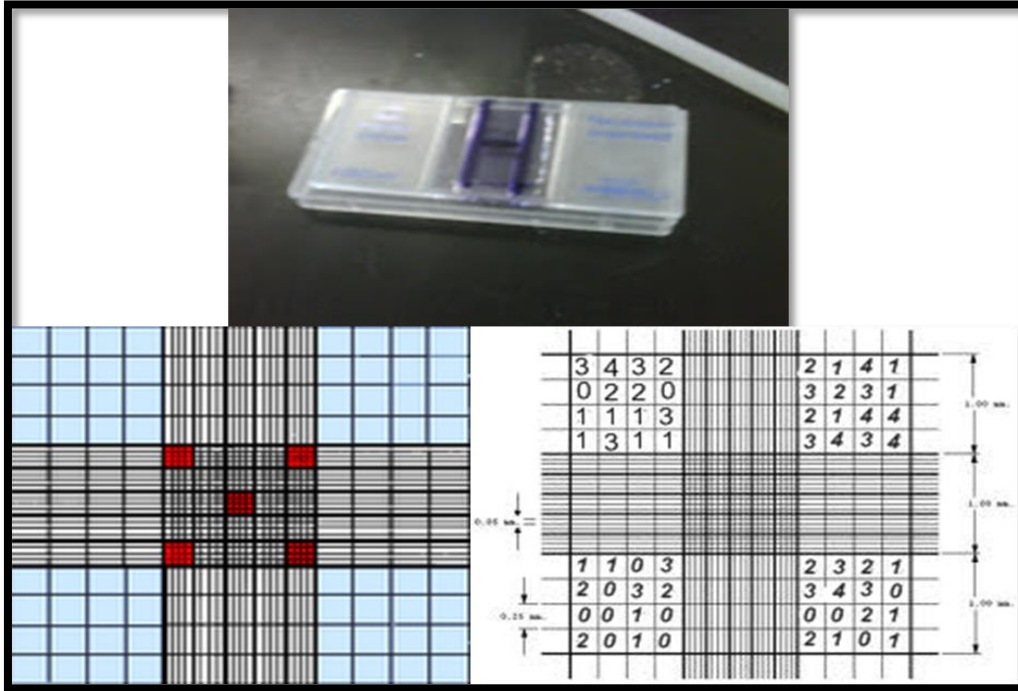 3 4 3 2 2 1 4 1
0 2 2 0 3 2 3 1
1 1 1 3 2 1 4 4
1 3 1 1 3 4 3 4
1.00 mm.
1.00 mm.
0.05 mm.
1 1 0 3 2 3 2 1
2 0 3 2 3 4 3 0
1.00 mm.
0.25 mm.
0 0 1 0 0 0 2 1
2 0 1 0 2 1 0 1